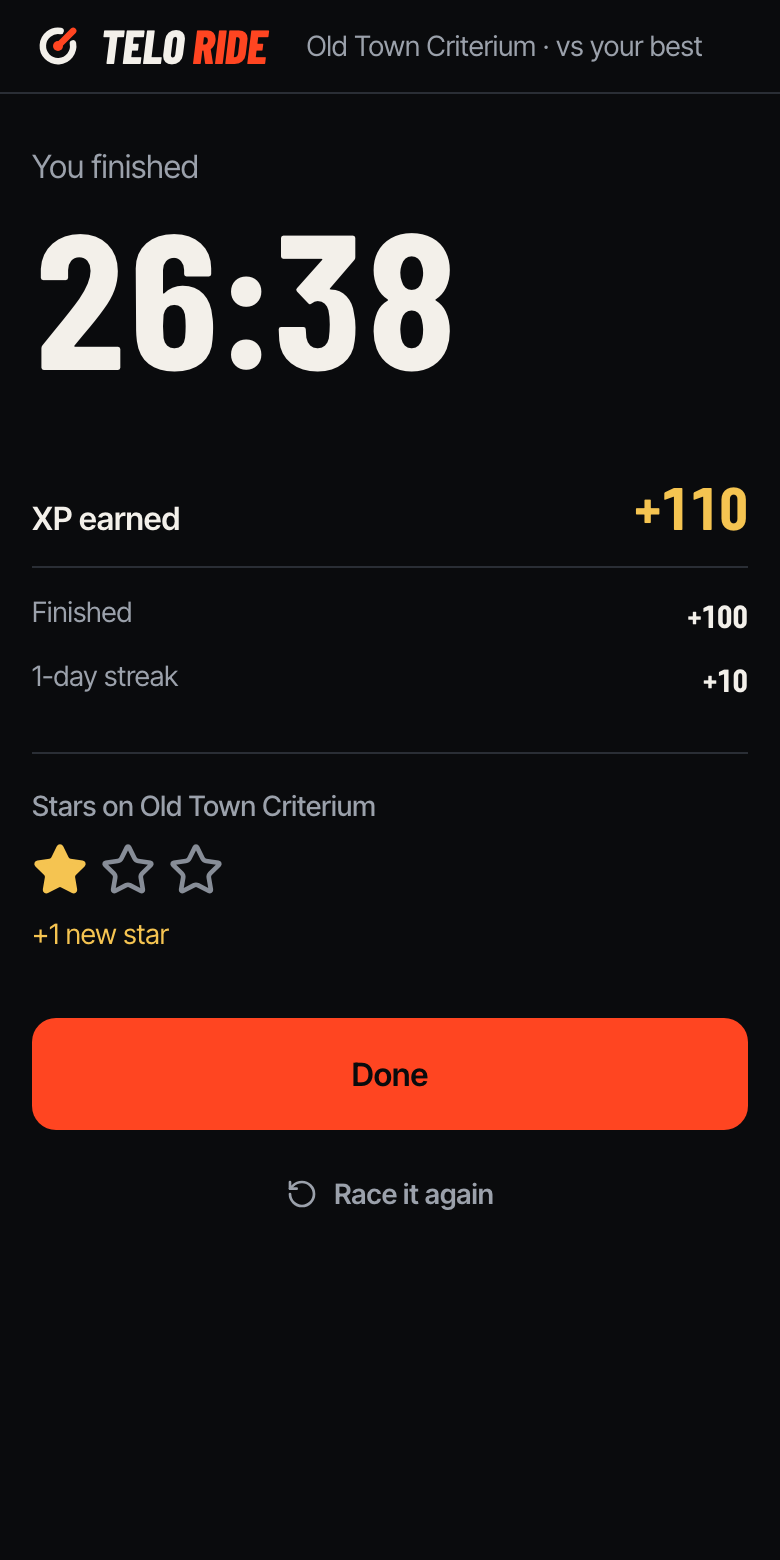 TELO RIDE Old Town Criterium · vs your best
You finished
26:38
XP earned +110
Finished +100
1-day streak +10
Stars on Old Town Criterium
+1 new star
Done
Race it again